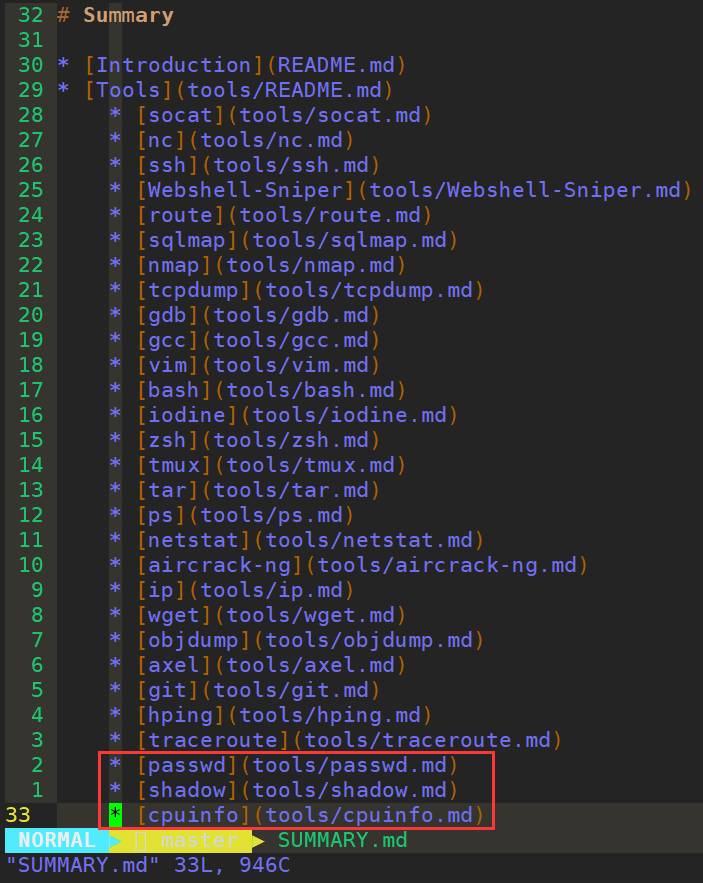 32 # Summary
31
30 * [Introduction](README.md)
29 * [Tools](tools/README.md)
28     * [socat](tools/socat.md)
27     * [nc](tools/nc.md)
26     * [ssh](tools/ssh.md)
25     * [Webshell-Sniper](tools/Webshell-Sniper.md)
24     * [route](tools/route.md)
23     * [sqlmap](tools/sqlmap.md)
22     * [nmap](tools/nmap.md)
21     * [tcpdump](tools/tcpdump.md)
20     * [gdb](tools/gdb.md)
19     * [gcc](tools/gcc.md)
18     * [vim](tools/vim.md)
17     * [bash](tools/bash.md)
16     * [iodine](tools/iodine.md)
15     * [zsh](tools/zsh.md)
14     * [tmux](tools/tmux.md)
13     * [tar](tools/tar.md)
12     * [ps](tools/ps.md)
11     * [netstat](tools/netstat.md)
10     * [aircrack-ng](tools/aircrack-ng.md)
9     * [ip](tools/ip.md)
8     * [wget](tools/wget.md)
7     * [objdump](tools/objdump.md)
6     * [axel](tools/axel.md)
5     * [git](tools/git.md)
4     * [hping](tools/hping.md)
3     * [traceroute](tools/traceroute.md)
2     * [passwd](tools/passwd.md)
1     * [shadow](tools/shadow.md)
33     * [cpuinfo](tools/cpuinfo.md)
NORMAL master SUMMARY.md
"SUMMARY.md" 33L, 946C